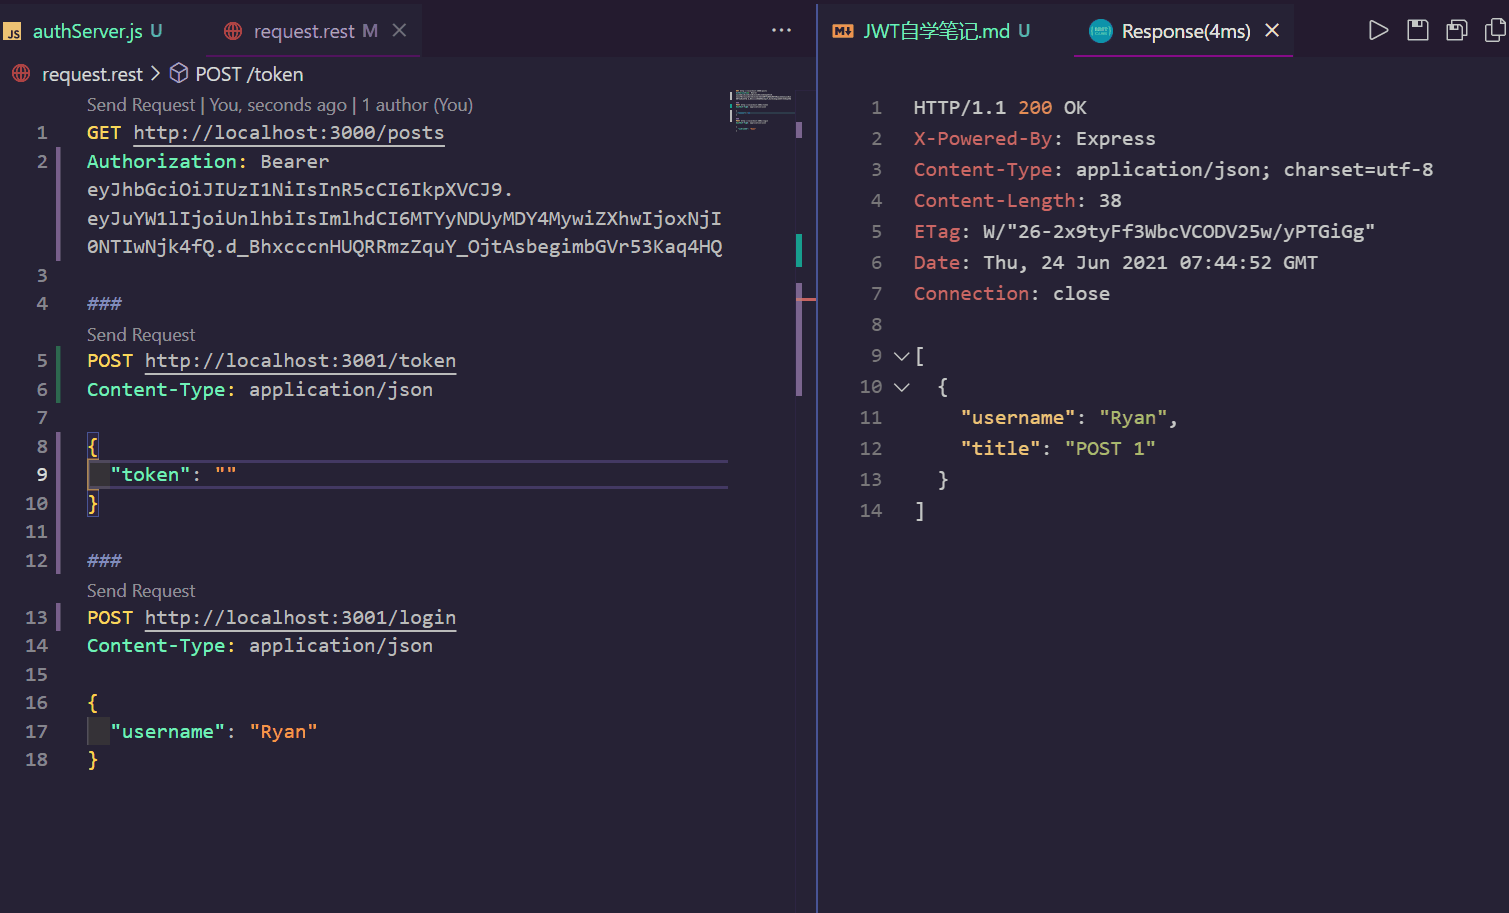 authServer.js U
request.rest M
request.rest > POST /token
Send Request | You, seconds ago | 1 author (You)
1 GET http://localhost:3000/posts
2 Authorization: Bearer
eyJhbGciOiJIUzI1NiIsInR5cCI6IkpXVCJ9.
eyJuYW1lIjoiUnlhbiIsImlhdCI6MTYyNDUyMDY4MywiZXhwIjoxNjI
0NTIwNjk4fQ.d_BhxcccnHUQRRmzZquY_OjtAsbegimbGVr53Kaq4HQ
3
4 ###
Send Request
5 POST http://localhost:3001/token
6 Content-Type: application/json
7
8 {
9 "token": ""
10 }
11
12 ###
Send Request
13 POST http://localhost:3001/login
14 Content-Type: application/json
15
16 {
17 "username": "Ryan"
18 }
JWT自学笔记.md U
Response(4ms)
1 HTTP/1.1 200 OK
2 X-Powered-By: Express
3 Content-Type: application/json; charset=utf-8
4 Content-Length: 38
5 ETag: W/"26-2x9tyFf3WbcVCODV25w/yPTGiGg"
6 Date: Thu, 24 Jun 2021 07:44:52 GMT
7 Connection: close
8
9 [
10 {
11 "username": "Ryan",
12 "title": "POST 1"
13 }
14 ]